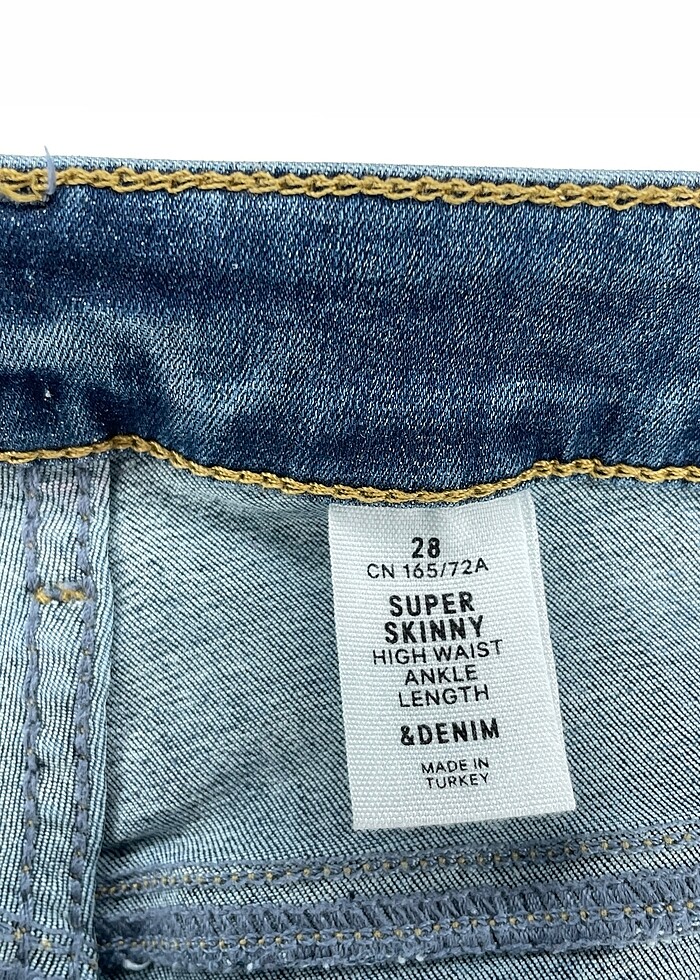 28
CN 165/72A
SUPER
SKINNY
HIGH WAIST
ANKLE
LENGTH
&DENIM
MADE IN
TURKEY